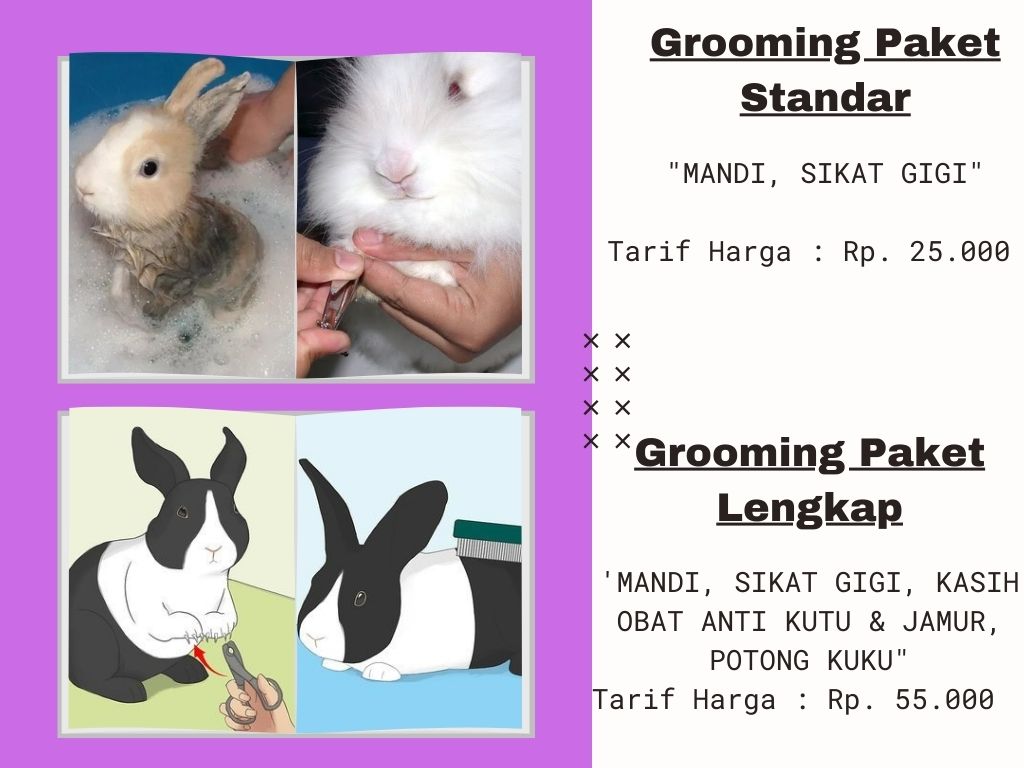 Grooming Paket
Standar
"MANDI, SIKAT GIGI"
Tarif Harga : Rp. 25.000
Grooming Paket
Lengkap
'MANDI, SIKAT GIGI, KASIH
OBAT ANTI KUTU & JAMUR,
POTONG KUKU"
Tarif Harga : Rp. 55.000